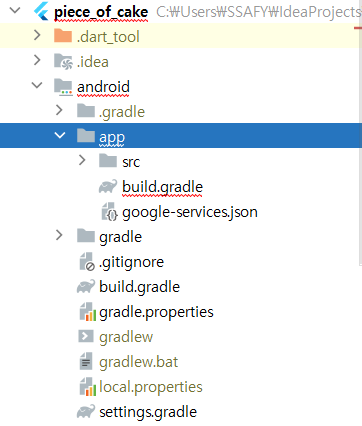 piece_of_cake C:₩Users₩SSAFY₩IdeaProjects
.dart_tool
.idea
android
.gradle
app
src
build.gradle
google-services.json
gradle
.gitignore
build.gradle
gradle.properties
gradlew
gradlew.bat
local.properties
settings.gradle